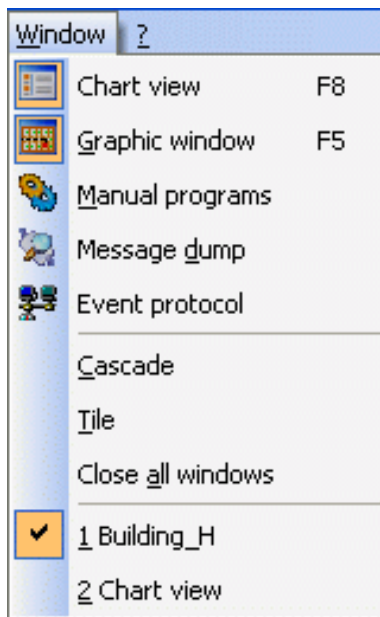 Window ?
Chart view F8
Graphic window F5
Manual programs
Message dump
Event protocol
Cascade
Tile
Close all windows
1 Building_H
2 Chart view